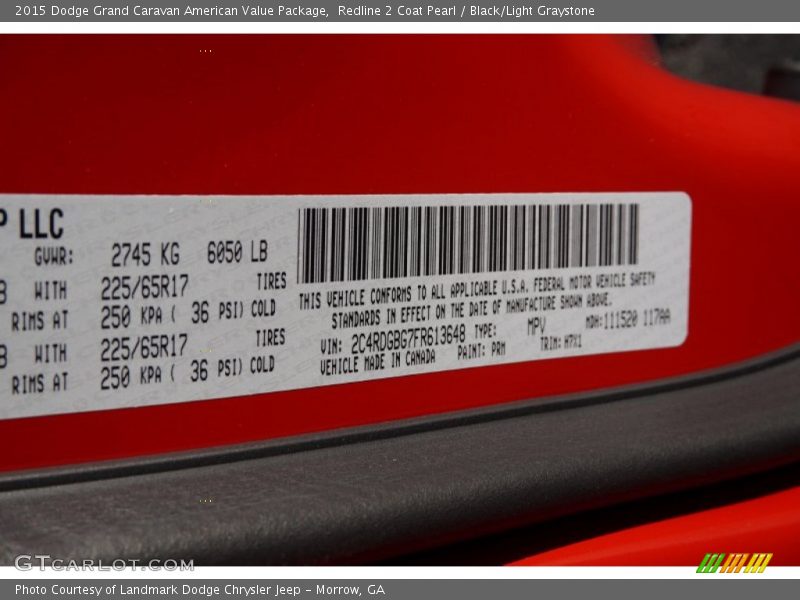 2015 Dodge Grand Caravan American Value Package,  Redline 2 Coat Pearl / Black/Light Graystone
P LLC
GVWR: 2745 KG 6050 LB
B WITH 225/65R17 TIRES
RIMS AT 250 KPA ( 36 PSI) COLD
B WITH 225/65R17 TIRES
RIMS AT 250 KPA ( 36 PSI) COLD
THIS VEHICLE CONFORMS TO ALL APPLICABLE U.S.A. FEDERAL MOTOR VEHICLE SAFETY
STANDARDS IN EFFECT ON THE DATE OF MANUFACTURE SHOWN ABOVE.
VIN: 2C4RDGBG7FR613648 TYPE: MPV MDH:111520 117AA
VEHICLE MADE IN CANADA PAINT: PRM TRIM: H7X1
GTCARLOT.COM
Photo Courtesy of Landmark Dodge Chrysler Jeep - Morrow, GA